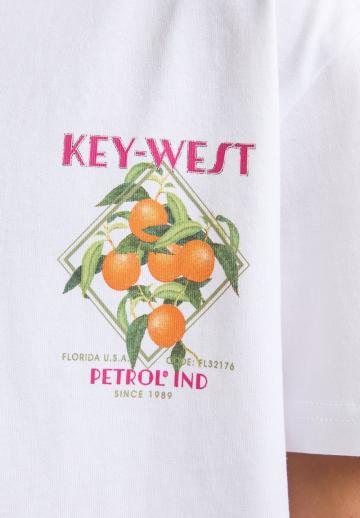 KEY-WEST
FLORIDA U.S.A. CODE: FL32176
PETROL® IND
SINCE 1989